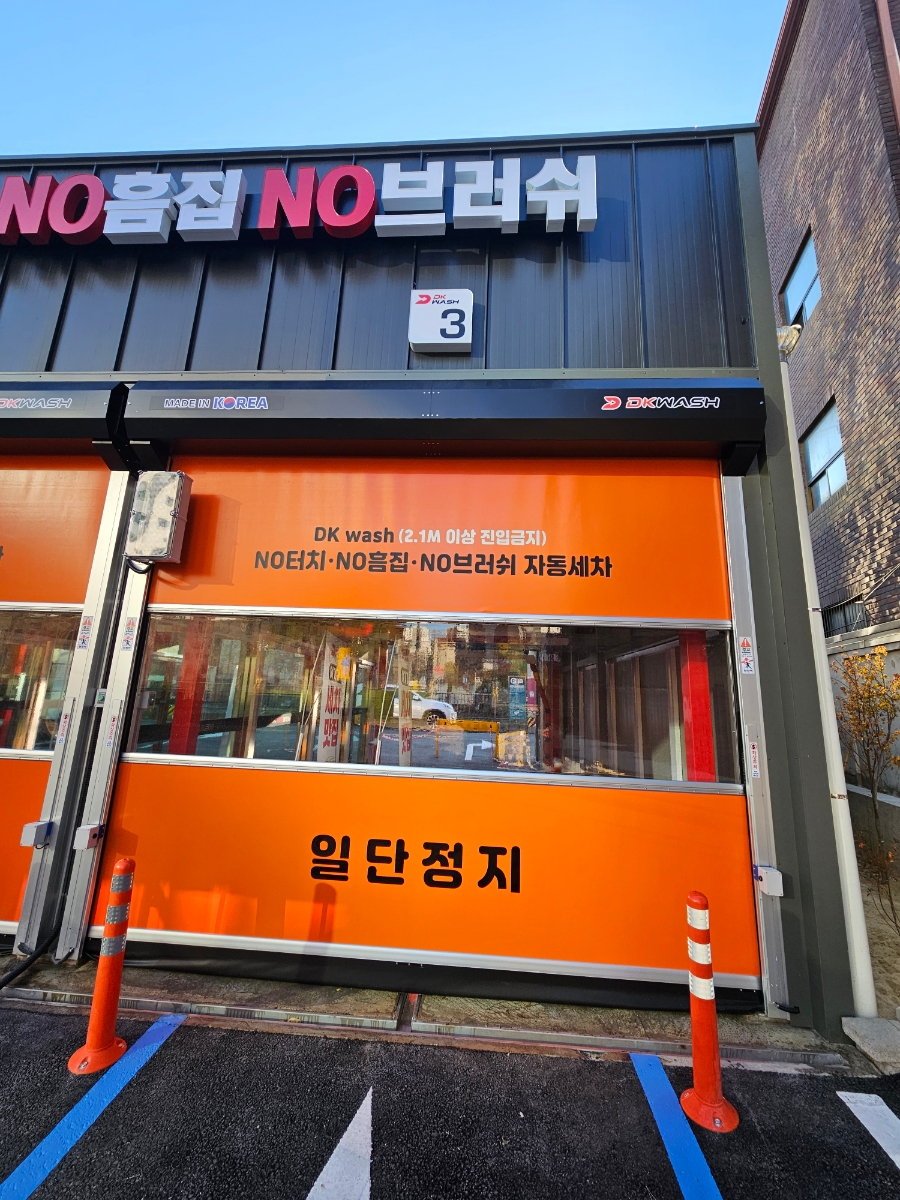 NO흠집 NO브러쉬
DK WASH
3
DKWASH
MADE IN KOREA
DKWASH
DK wash (2.1M 이상 진입금지)
NO터치·NO흠집·NO브러쉬 자동세차
일단정지